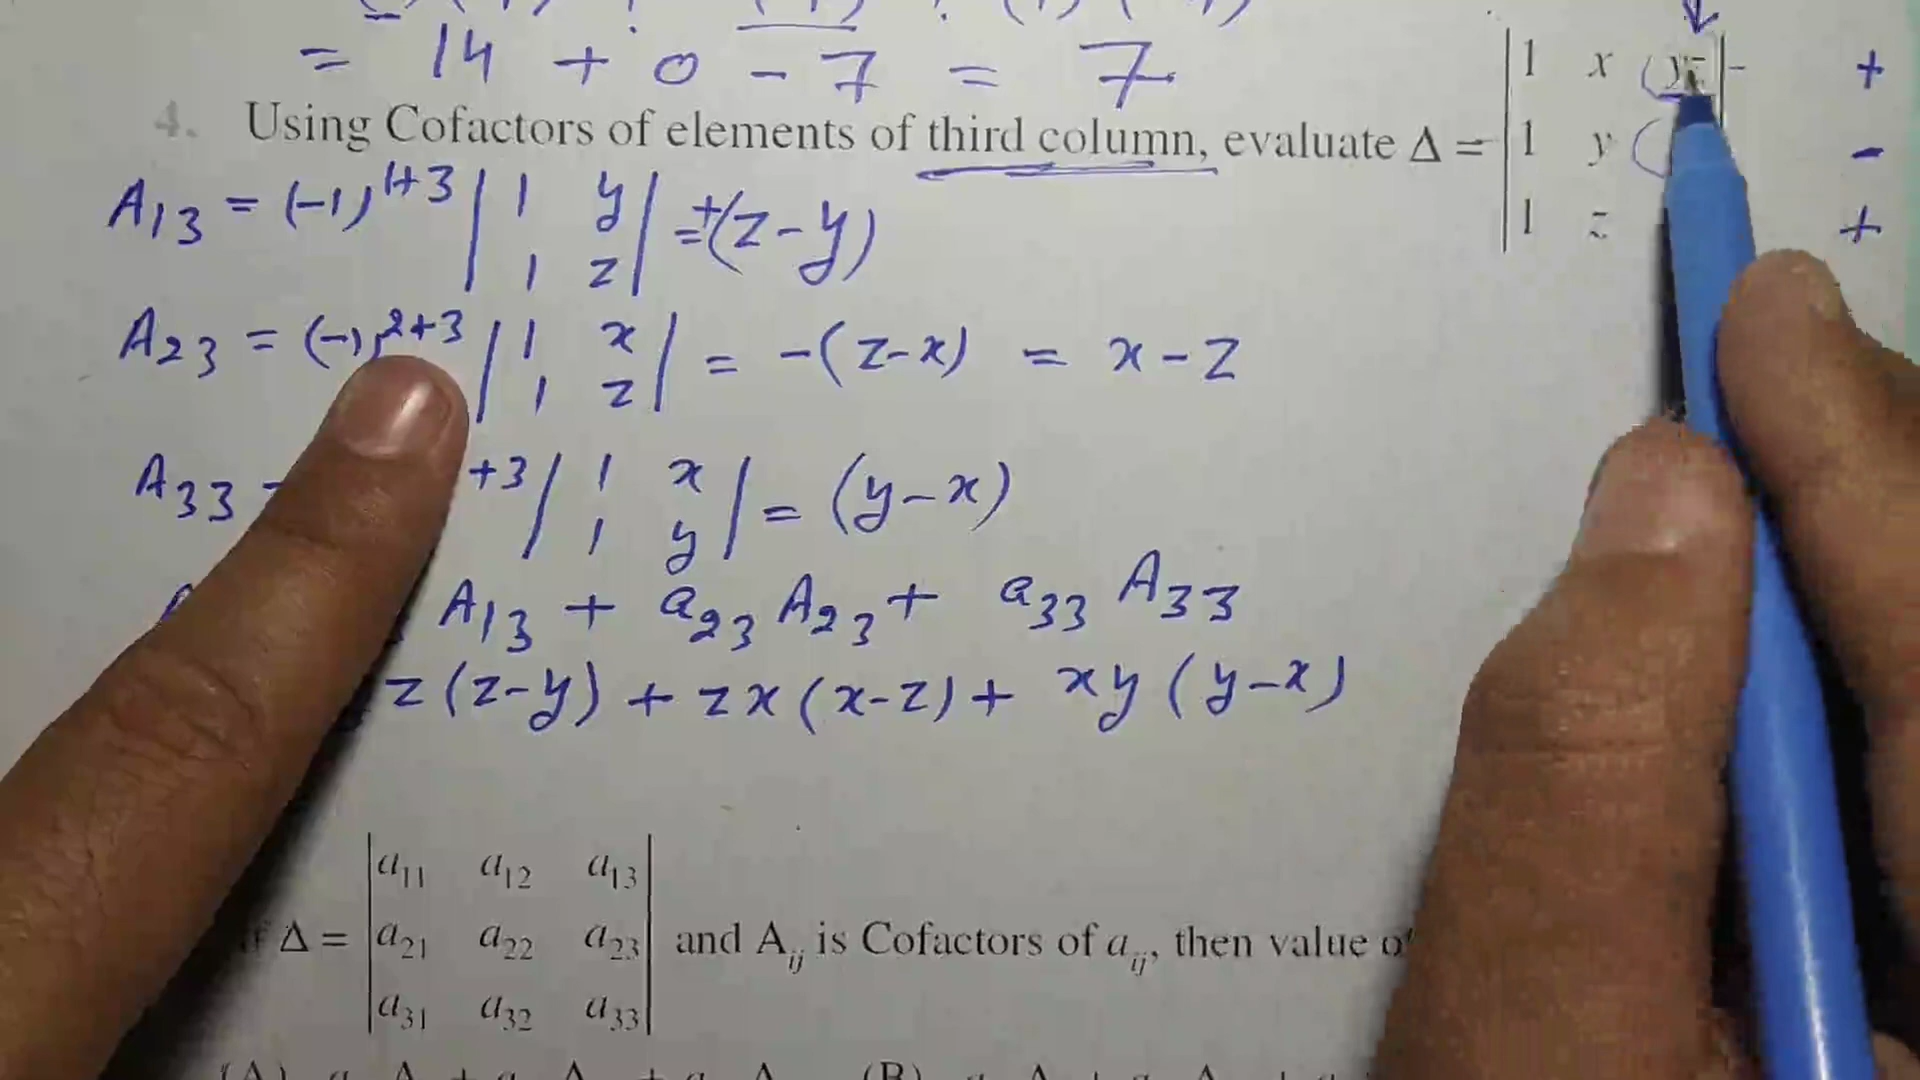 = 14 + 0 - 7 = 7
4. Using Cofactors of elements of third column, evaluate Δ = | 1 x yz |
| 1 y
| 1 z
+
-
+
A13 = (-1)^1+3 | 1 y | = +(z-y)
| 1 z |
A23 = (-1)^2+3 | 1 x | = -(z-x) = x-z
| 1 z |
A33 +3 | 1 x | = (y-x)
| 1 y |
A13 + a23 A23 + a33 A33
z(z-y) + zx(x-z) + xy(y-x)
Δ = | a11 a12 a13 |
| a21 a22 a23 | and Aij is Cofactors of aij, then value
| a31 a32 a33 |